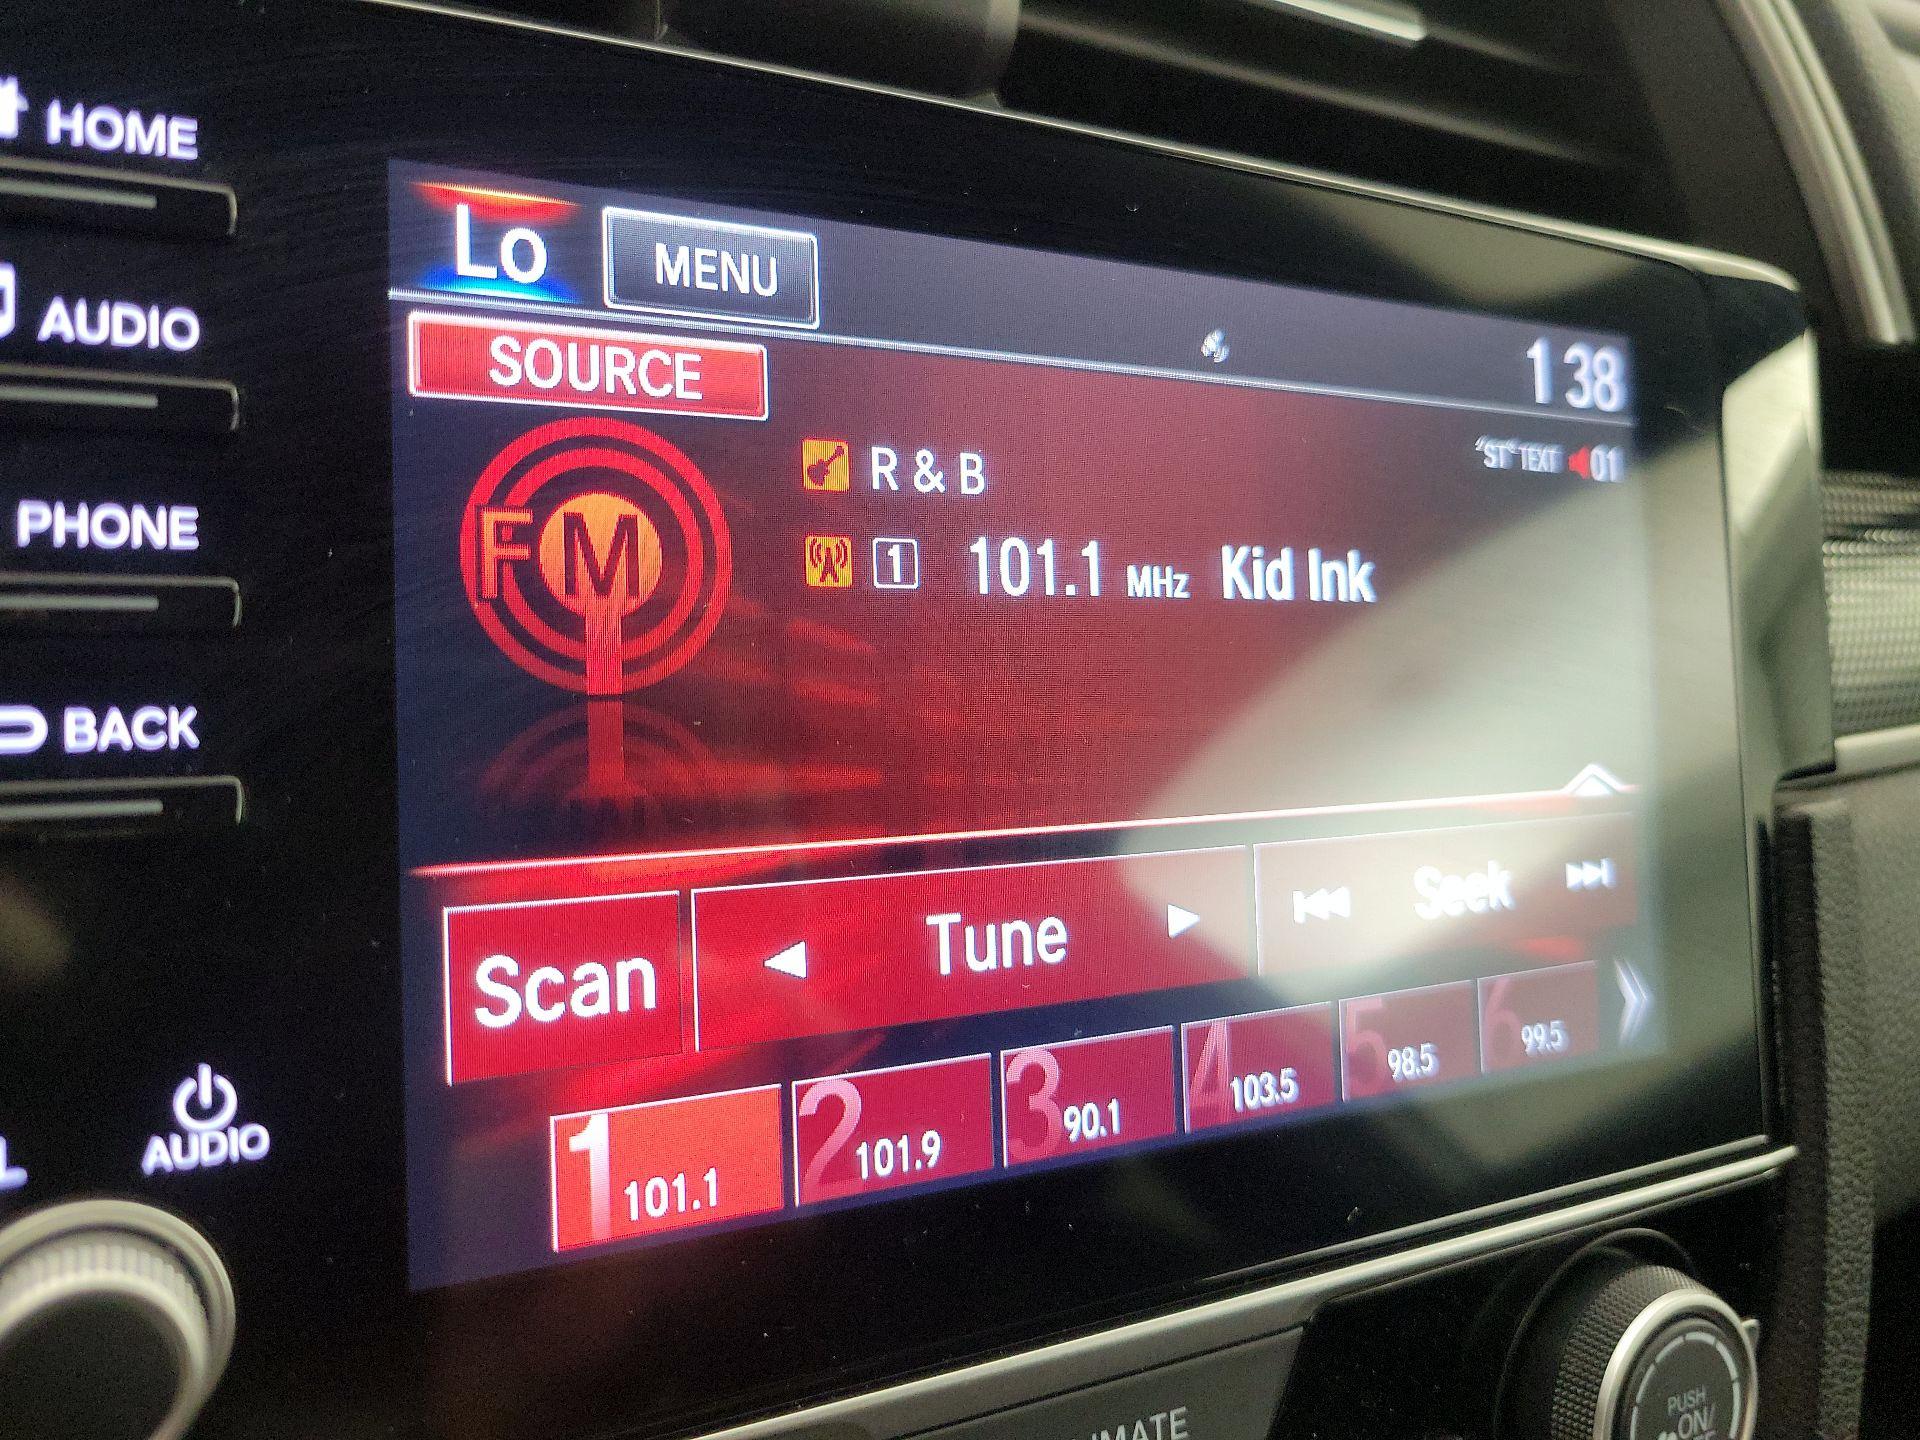 HOME
AUDIO
PHONE
BACK
AUDIO
Lo
MENU
1 38
SOURCE
"ST" TEXT 01
FM
R & B
1 101.1 MHz Kid Ink
Scan
Tune
Seek
1 101.1
2 101.9
3 90.1
4 103.5
5 98.5
6 99.5
PUSH
ON/